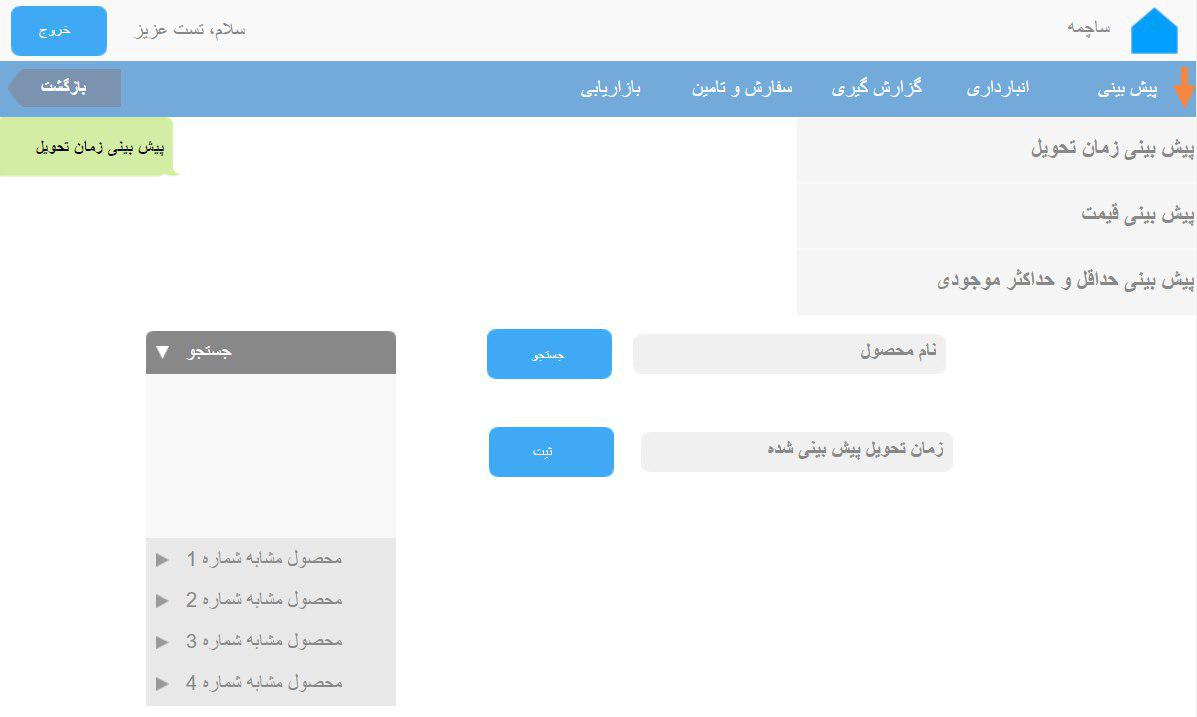 ساچمه
سلام، تست عزیز
خروج
پیش بینی
انبارداری
گزارش گیری
سفارش و تامین
بازاریابی
بازگشت
پیش بینی زمان تحویل
پیش بینی زمان تحویل
پیش بینی قیمت
پیش بینی حداقل و حداکثر موجودی
نام محصول
جستجو
جستجو
زمان تحویل پیش بینی شده
ثبت
محصول مشابه شماره 1
محصول مشابه شماره 2
محصول مشابه شماره 3
محصول مشابه شماره 4